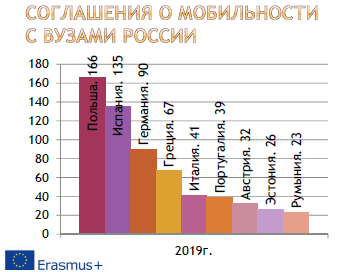 СОГЛАШЕНИЯ О МОБИЛЬНОСТИ
С ВУЗАМИ РОССИИ
180
160
140
120
100
80
60
40
20
0
Польша. 166
Испания. 135
Германия. 90
Греция. 67
Италия. 41
Португалия. 39
Австрия. 32
Эстония. 26
Румыния. 23
2019г.
Erasmus+